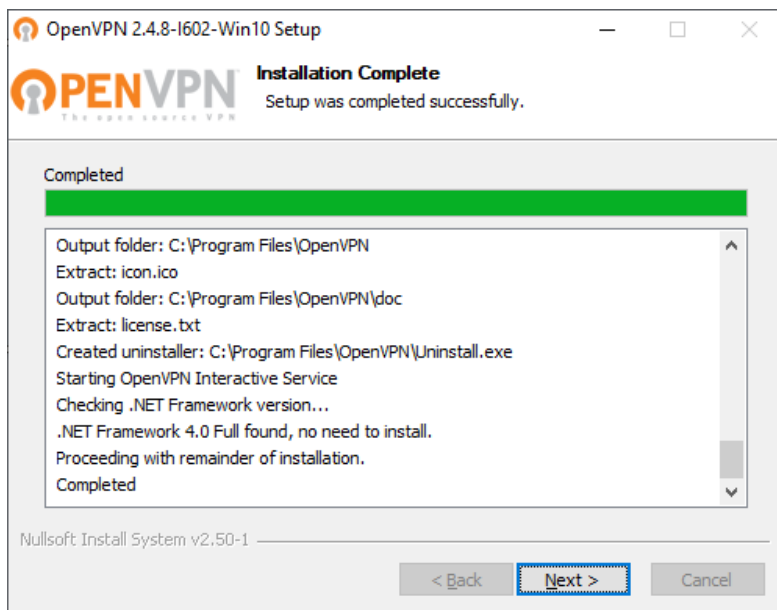 OpenVPN 2.4.8-I602-Win10 Setup
OPENVPN
The open source VPN
Installation Complete
Setup was completed successfully.
Completed
Output folder: C:\Program Files\OpenVPN
Extract: icon.ico
Output folder: C:\Program Files\OpenVPN\doc
Extract: license.txt
Created uninstaller: C:\Program Files\OpenVPN\Uninstall.exe
Starting OpenVPN Interactive Service
Checking .NET Framework version...
.NET Framework 4.0 Full found, no need to install.
Proceeding with remainder of installation.
Completed
Nullsoft Install System v2.50-1
< Back Next > Cancel